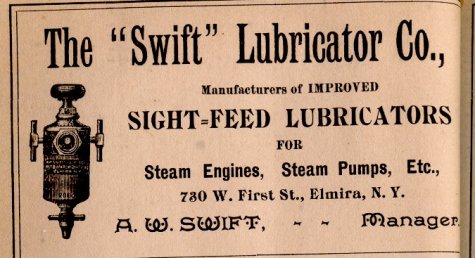 The "Swift" Lubricator Co.,
Manufacturers of IMPROVED
SIGHT=FEED LUBRICATORS
FOR
Steam Engines, Steam Pumps, Etc.,
730 W. First St., Elmira, N. Y.
A. W. SWIFT, - - Manager.